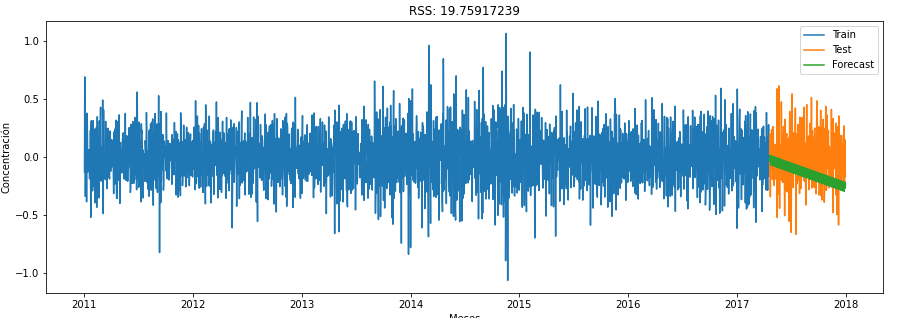 RSS: 19.75917239
Train
Test
Forecast
1.0
0.5
0.0
−0.5
−1.0
Concentración
2011 2012 2013 2014 2015 2016 2017 2018
Meses